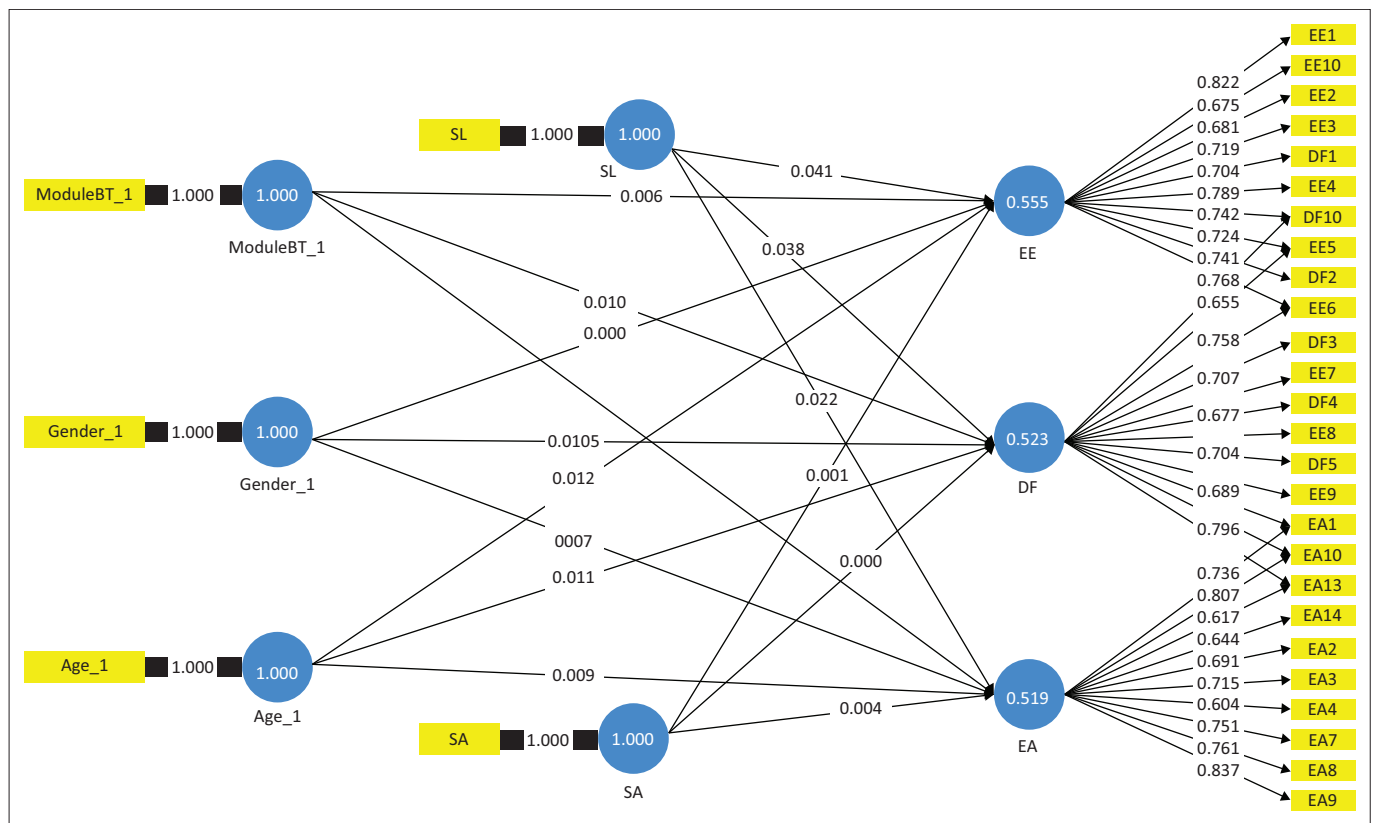 ModuleBT_1
1.000
1.000
ModuleBT_1
Gender_1
1.000
1.000
Gender_1
Age_1
1.000
1.000
Age_1
SL
1.000
1.000
SL
SA
1.000
1.000
SA
0.041
0.006
0.038
0.010
0.000
0.022
0.0105
0.012
0.001
0007
0.011
0.000
0.009
0.004
0.555
EE
0.523
DF
0.519
EA
0.822
0.675
0.681
0.719
0.704
0.789
0.742
0.724
0.741
0.768
0.655
0.758
0.707
0.677
0.704
0.689
0.796
0.736
0.807
0.617
0.644
0.691
0.715
0.604
0.751
0.761
0.837
EE1
EE10
EE2
EE3
DF1
EE4
DF10
EE5
DF2
EE6
DF3
EE7
DF4
EE8
DF5
EE9
EA1
EA10
EA13
EA14
EA2
EA3
EA4
EA7
EA8
EA9